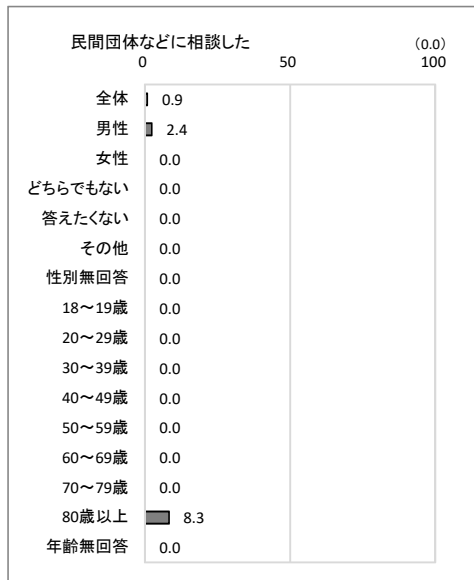 民間団体などに相談した (0.0)
0 50 100
全体 0.9
男性 2.4
女性 0.0
どちらでもない 0.0
答えたくない 0.0
その他 0.0
性別無回答 0.0
18〜19歳 0.0
20〜29歳 0.0
30〜39歳 0.0
40〜49歳 0.0
50〜59歳 0.0
60〜69歳 0.0
70〜79歳 0.0
80歳以上 8.3
年齢無回答 0.0